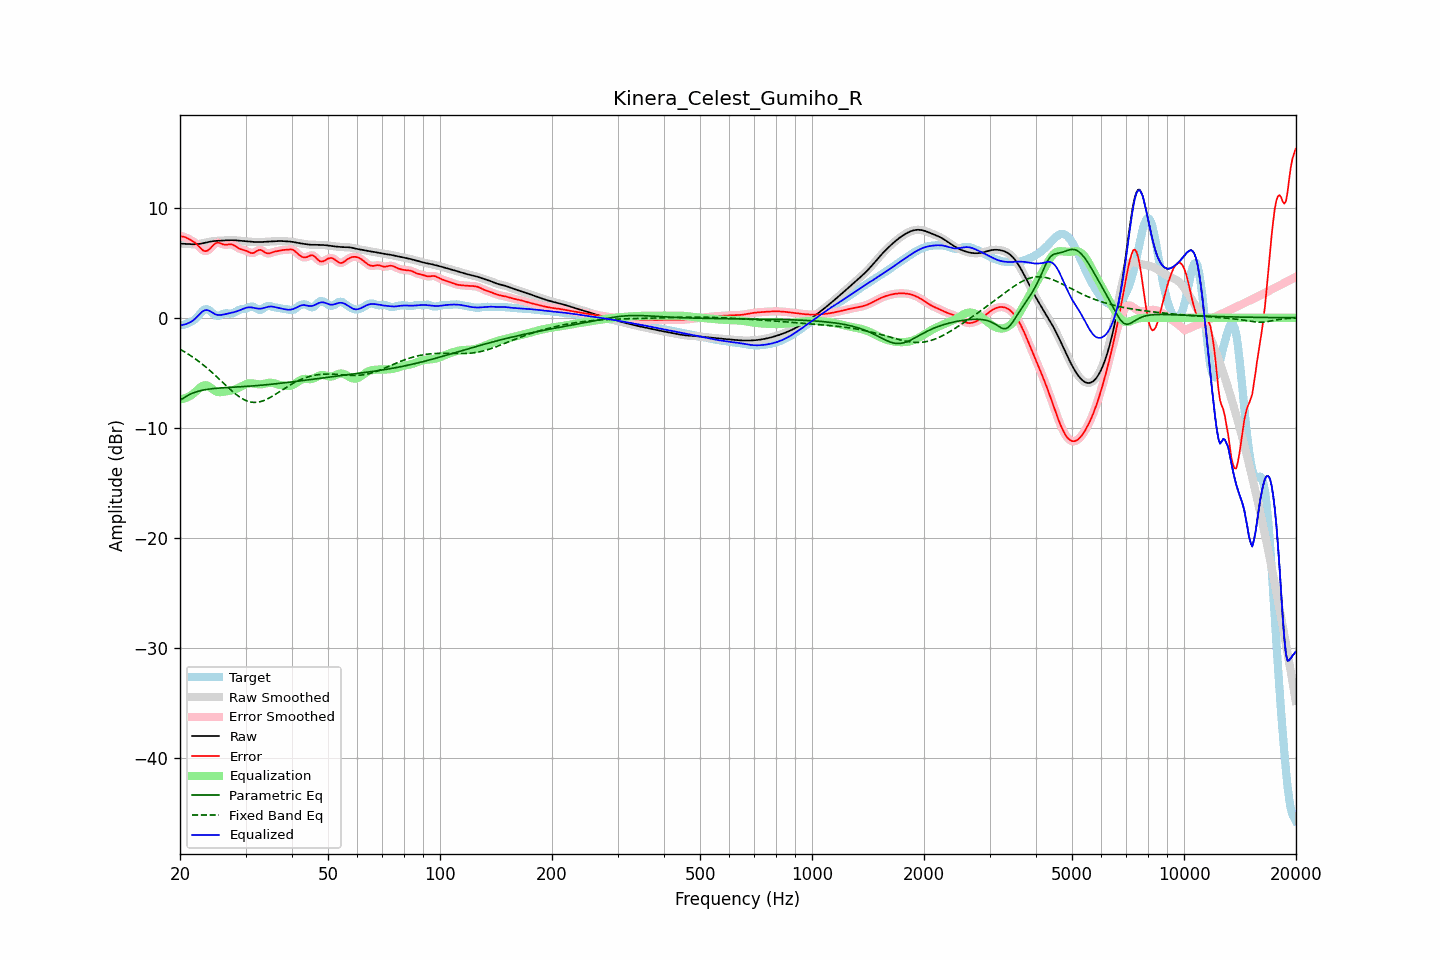 Kinera_Celest_Gumiho_R
10
0
−10
−20
−30
−40
Amplitude (dBr)
Target
Raw Smoothed
Error Smoothed
Raw
Error
Equalization
Parametric Eq
Fixed Band Eq
Equalized
20 50 100 200 500 1000 2000 5000 10000 20000
Frequency (Hz)